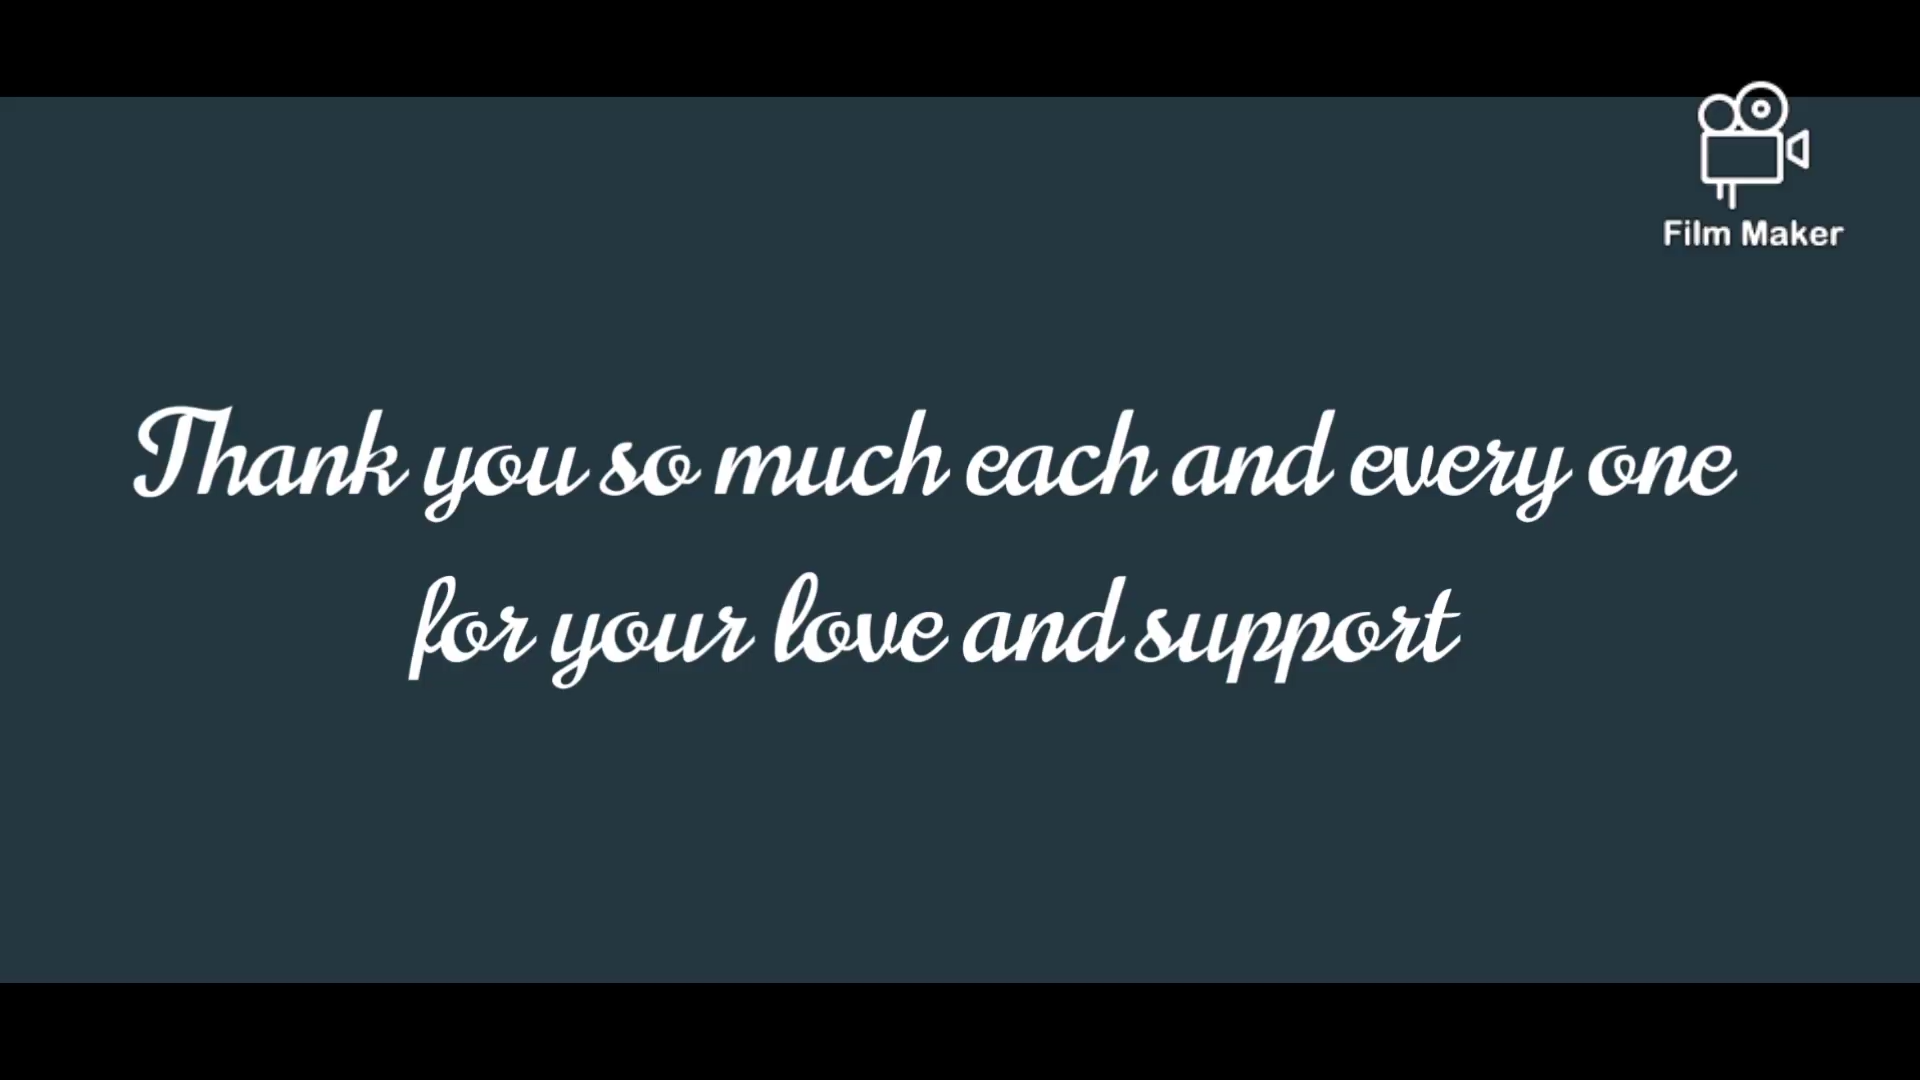 Film Maker
Thank you so much each and every one
for your love and support